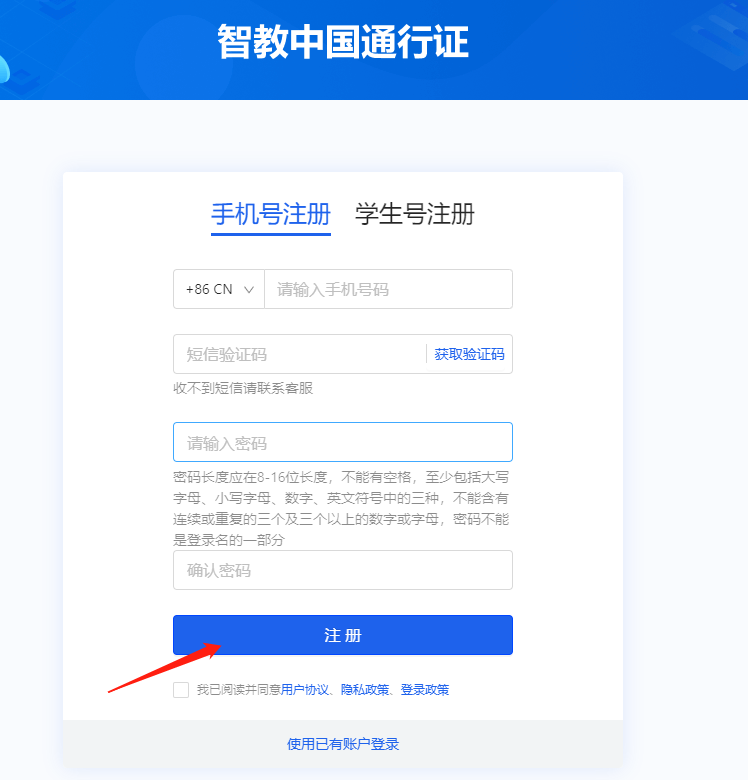 智教中国通行证
手机号注册 学生号注册
+86 CN 请输入手机号码
短信验证码 获取验证码
收不到短信请联系客服
请输入密码
密码长度应在8-16位长度，不能有空格，至少包括大写
字母、小写字母、数字、英文符号中的三种，不能含有
连续或重复的三个及三个以上的数字或字母，密码不能
是登录名的一部分
确认密码
注 册
我已阅读并同意用户协议、隐私政策、登录政策
使用已有账户登录